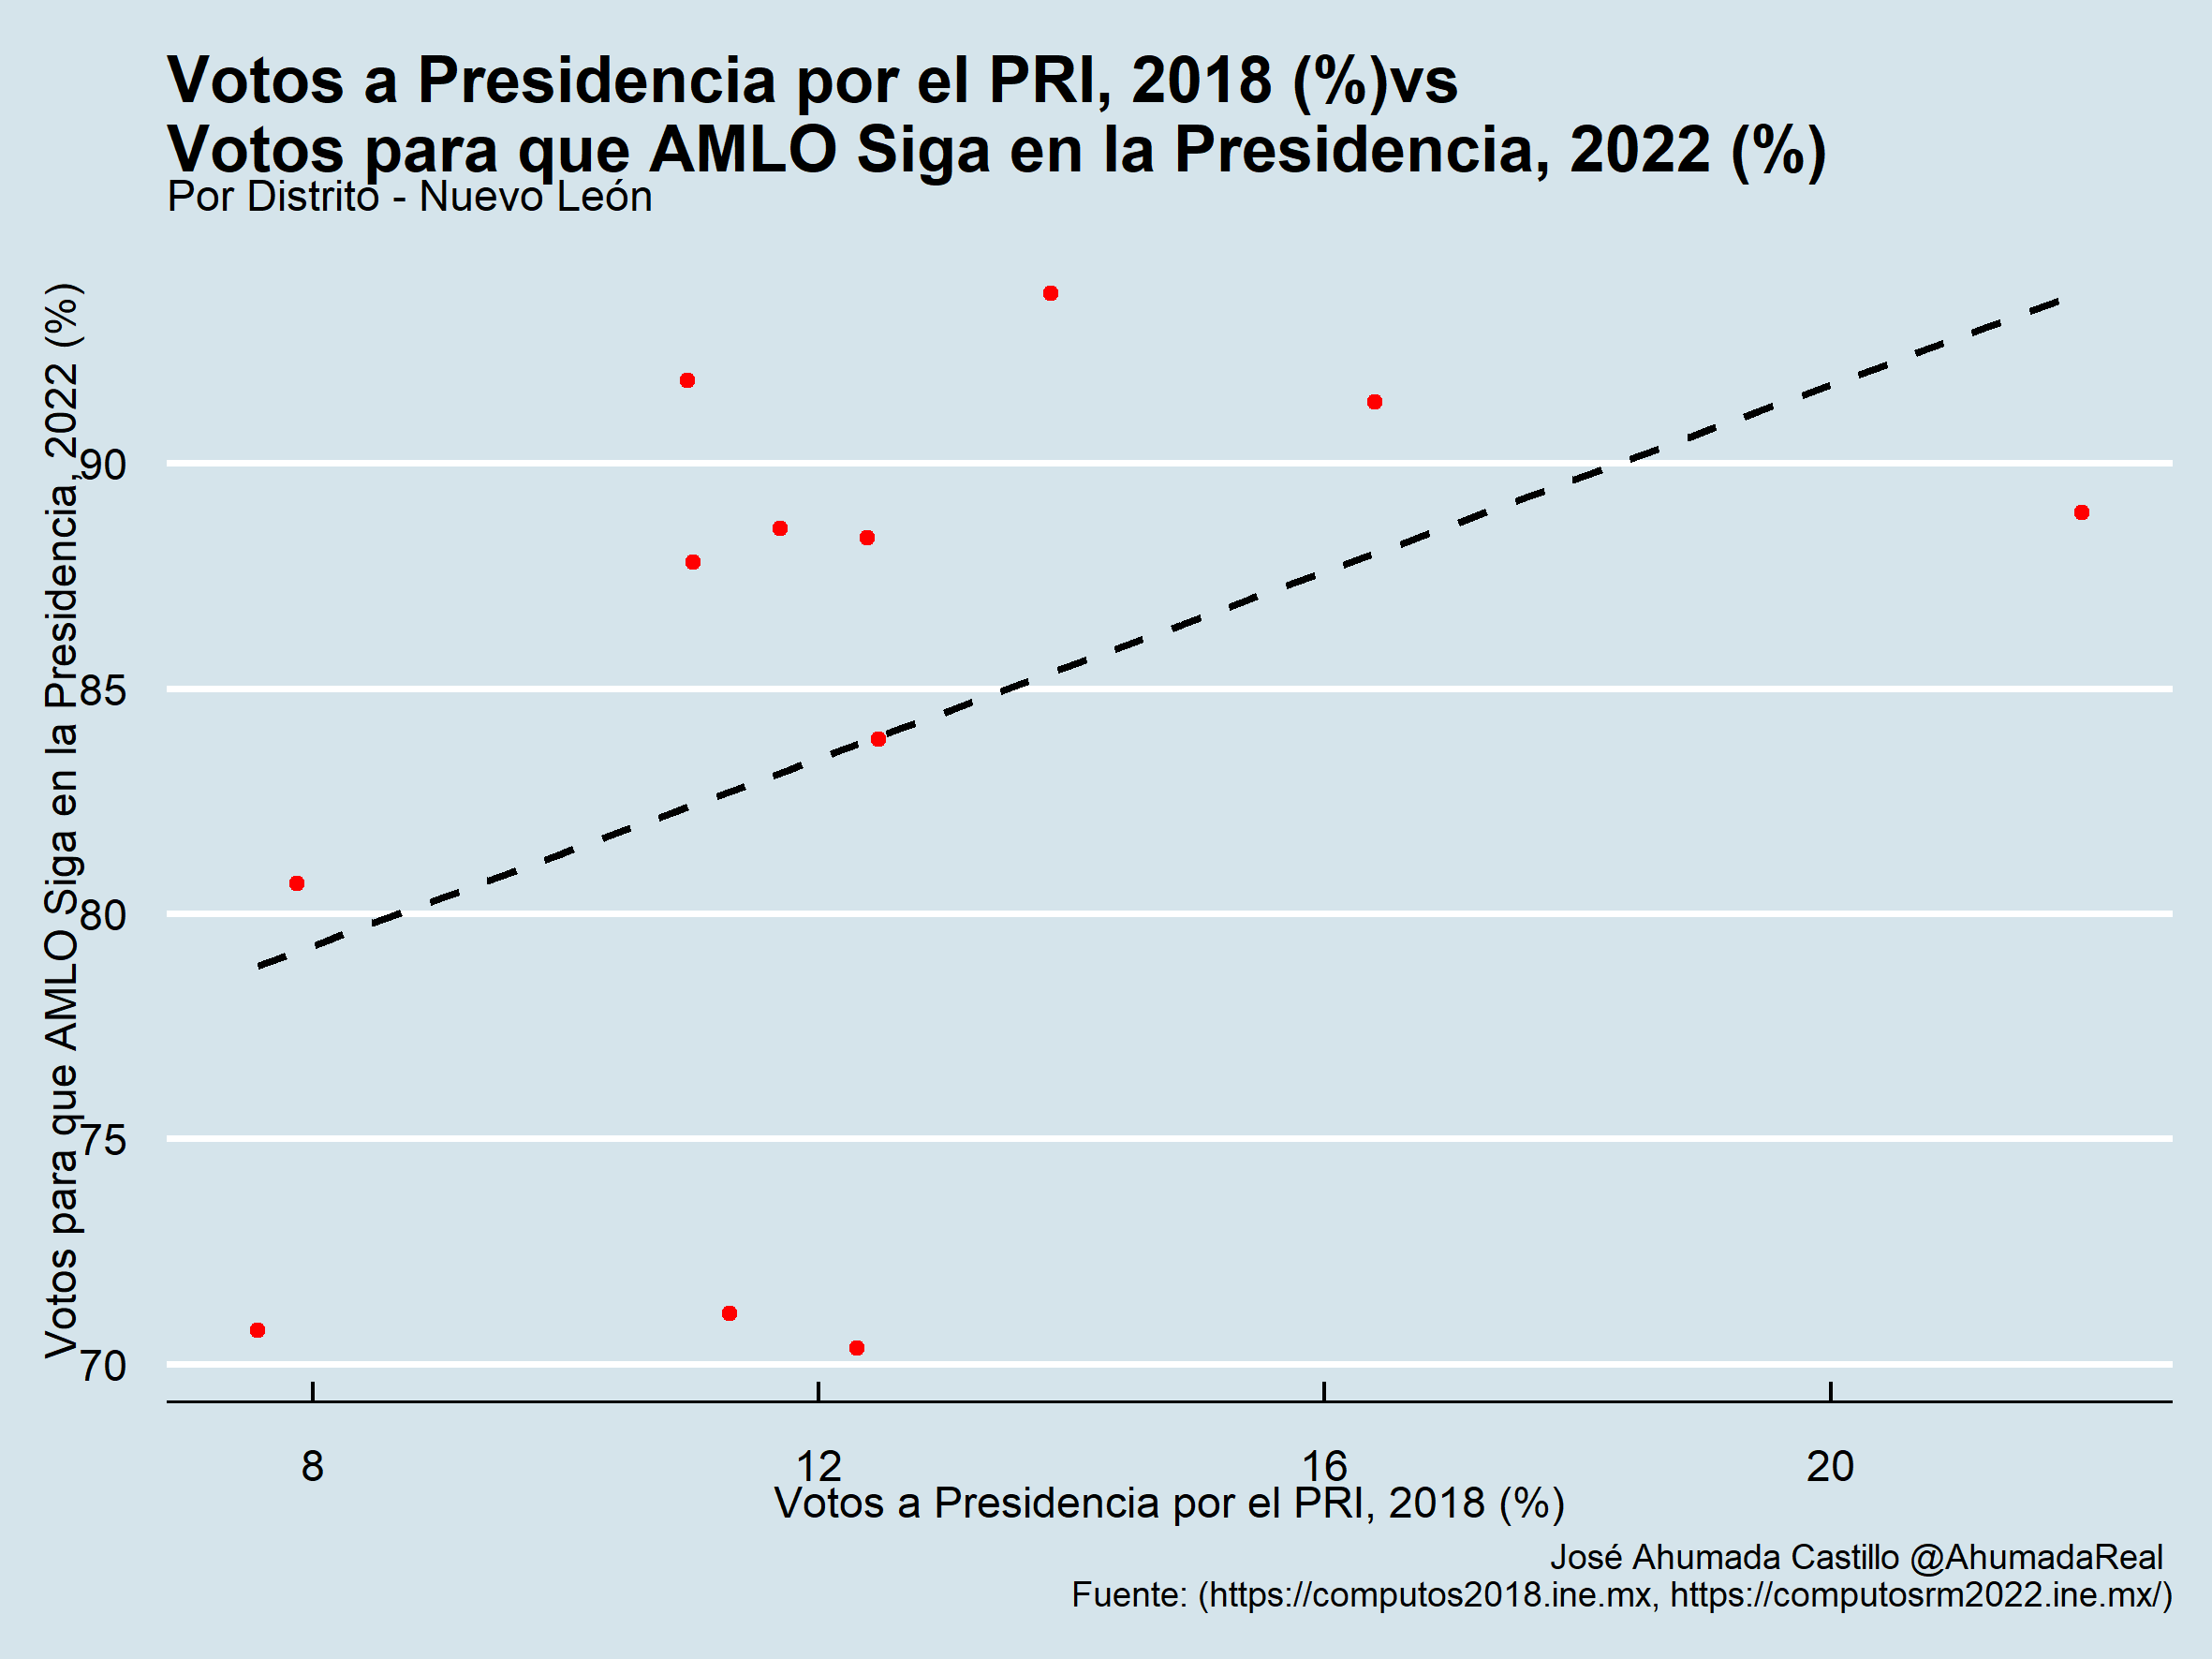 Votos a Presidencia por el PRI, 2018 (%)vs
Votos para que AMLO Siga en la Presidencia, 2022 (%)
Por Distrito - Nuevo León
Votos para que AMLO Siga en la Presidencia, 2022 (%)
90
85
80
75
70
8 12 16 20
Votos a Presidencia por el PRI, 2018 (%)
José Ahumada Castillo @AhumadaReal
Fuente: (https://computos2018.ine.mx, https://computosrm2022.ine.mx/)